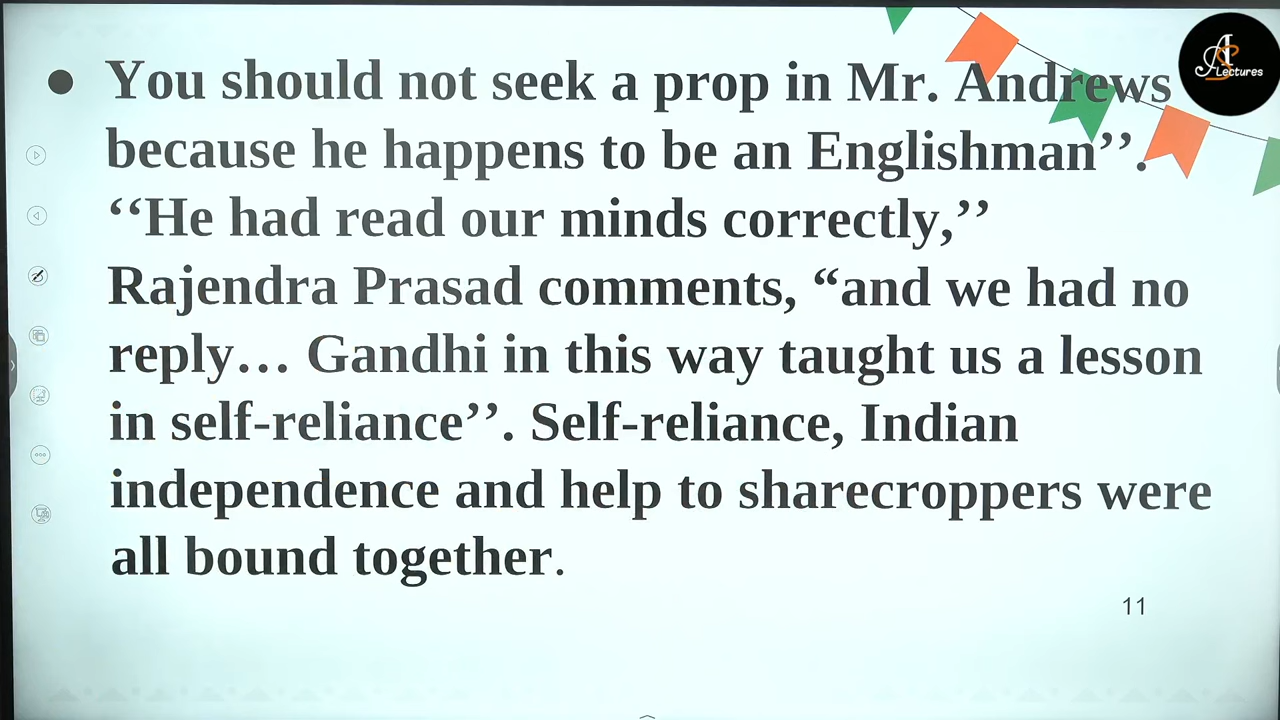 ● You should not seek a prop in Mr. Andrews
because he happens to be an Englishman’’.
‘‘He had read our minds correctly,’’
Rajendra Prasad comments, “and we had no
reply… Gandhi in this way taught us a lesson
in self-reliance’’. Self-reliance, Indian
independence and help to sharecroppers were
all bound together.
11
AS Lectures